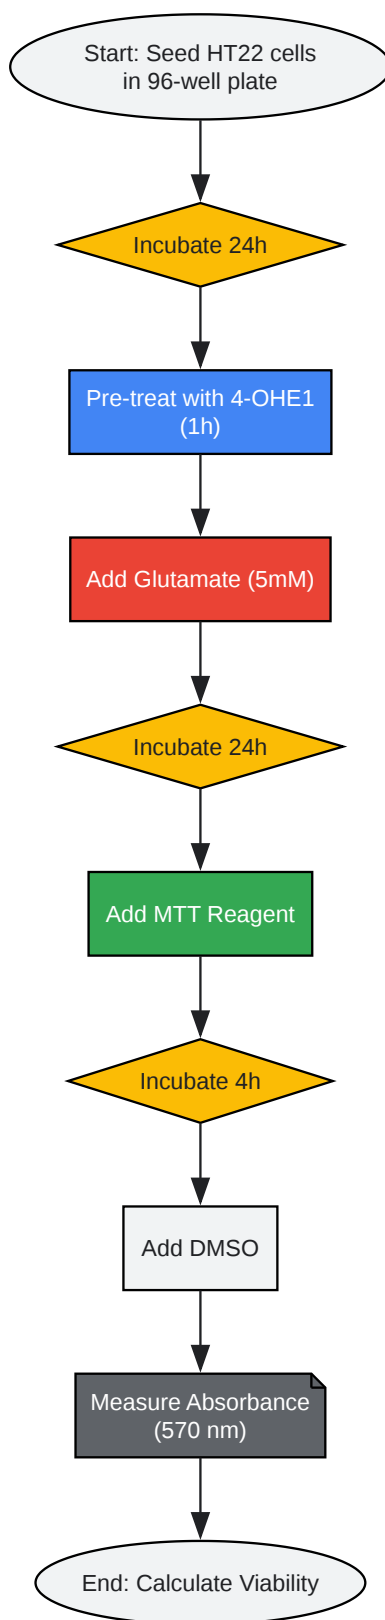 Start: Seed HT22 cells
in 96-well plate
Incubate 24h
Pre-treat with 4-OHE1
(1h)
Add Glutamate (5mM)
Incubate 24h
Add MTT Reagent
Incubate 4h
Add DMSO
Measure Absorbance
(570 nm)
End: Calculate Viability